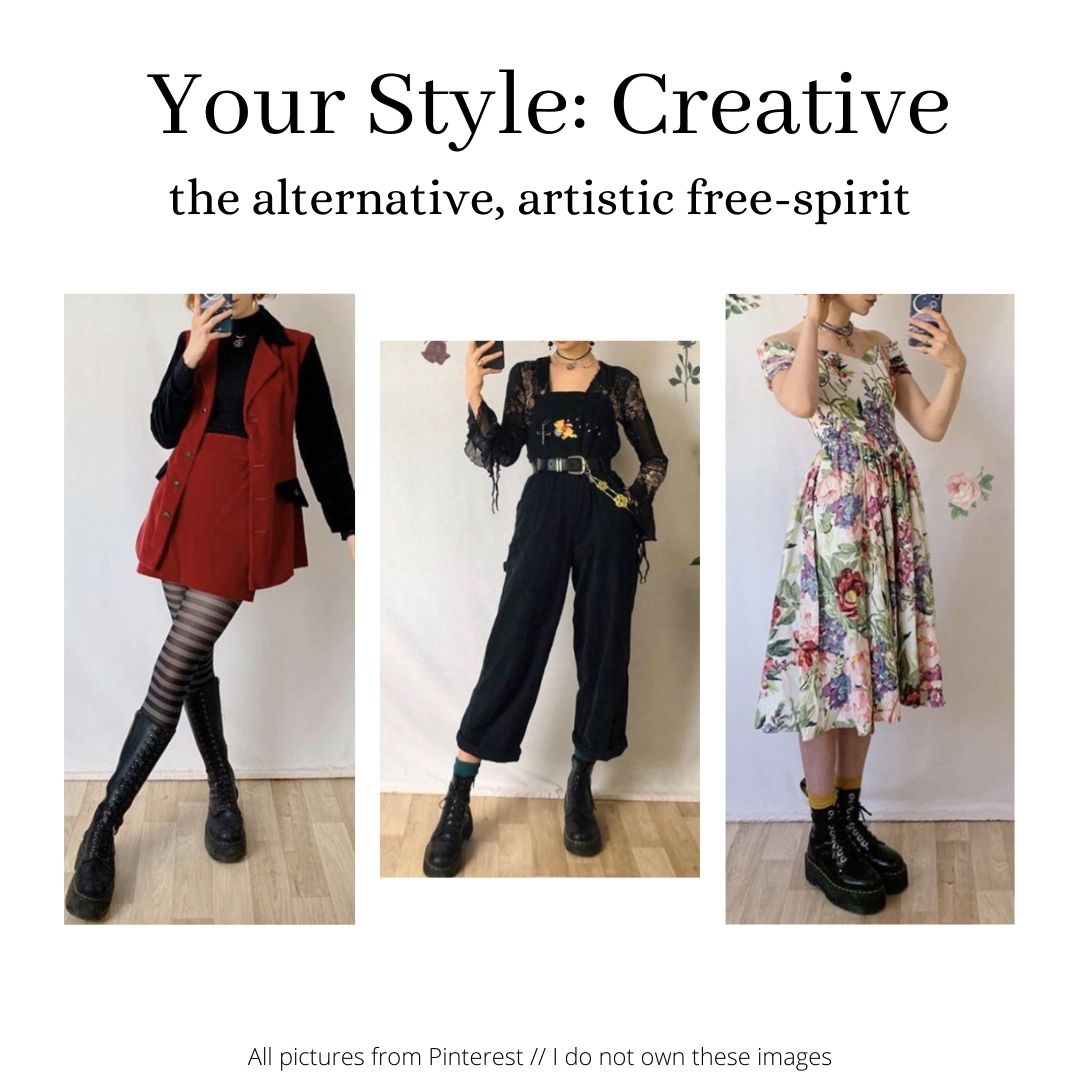 Your Style: Creative
the alternative, artistic free-spirit
All pictures from Pinterest // I do not own these images